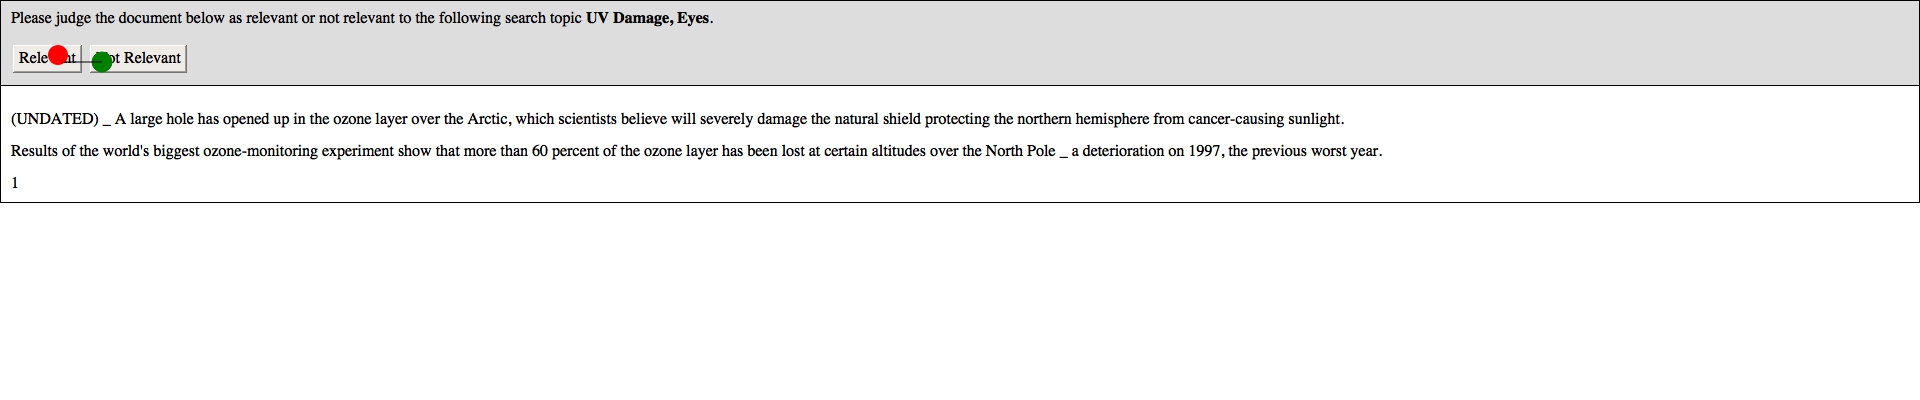 Please judge the document below as relevant or not relevant to the following search topic UV Damage, Eyes.
Rele nt  ot Relevant
(UNDATED) _ A large hole has opened up in the ozone layer over the Arctic, which scientists believe will severely damage the natural shield protecting the northern hemisphere from cancer-causing sunlight.
Results of the world's biggest ozone-monitoring experiment show that more than 60 percent of the ozone layer has been lost at certain altitudes over the North Pole _ a deterioration on 1997, the previous worst year.
1